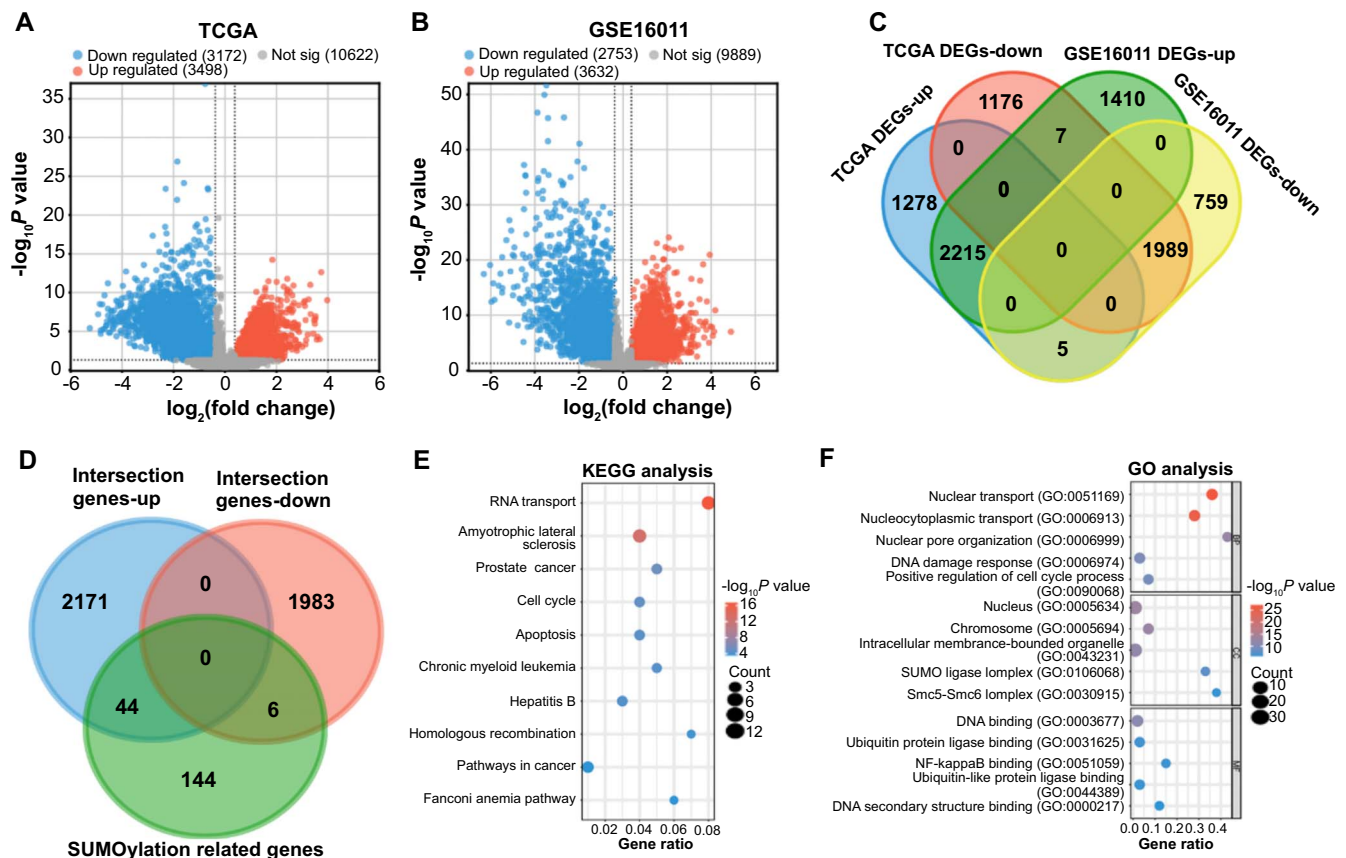 A
TCGA
Down regulated (3172) Not sig (10622)
Up regulated (3498)
35
30
25
20
15
10
5
0
-log10P value
-6 -4 -2 0 2 4 6
log2(fold change)
B
GSE16011
Down regulated (2753) Not sig (9889)
Up regulated (3632)
50
40
30
20
10
0
-log10P value
-6 -4 -2 0 2 4 6
log2(fold change)
C
TCGA DEGs-down
GSE16011 DEGs-up
TCGA DEGs-up
GSE16011 DEGs-down
1176
1410
0
7
0
1278
0
0
759
2215
0
1989
0
0
5
D
Intersection
genes-up
Intersection
genes-down
2171
0
1983
0
44
6
144
SUMOylation related genes
E
KEGG analysis
RNA transport
Amyotrophic lateral
sclerosis
Prostate cancer
Cell cycle
Apoptosis
Chronic myeloid leukemia
Hepatitis B
Homologous recombination
Pathways in cancer
Fanconi anemia pathway
0.02 0.04 0.06 0.08
Gene ratio
-log10P value
16
12
8
4
Count
3
6
9
12
F
GO analysis
Nuclear transport (GO:0051169)
Nucleocytoplasmic transport (GO:0006913)
Nuclear pore organization (GO:0006999)
DNA damage response (GO:0006974)
Positive regulation of cell cycle process
(GO:0090068)
BP
Nucleus (GO:0005634)
Chromosome (GO:0005694)
Intracellular membrance-bounded organelle
(GO:0043231)
SUMO ligase lomplex (GO:0106068)
Smc5-Smc6 lomplex (GO:0030915)
CC
DNA binding (GO:0003677)
Ubiquitin protein ligase binding (GO:0031625)
NF-kappaB binding (GO:0051059)
Ubiquitin-like protein ligase binding
(GO:0044389)
DNA secondary structure binding (GO:0000217)
MF
0.0 0.1 0.2 0.3 0.4
Gene ratio
-log10P value
25
20
15
10
Count
10
20
30